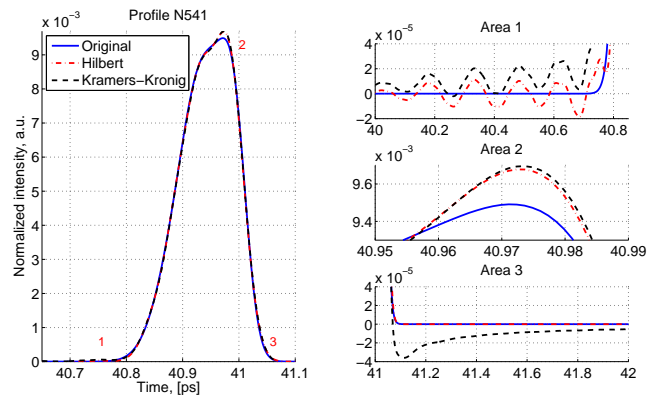 Profile N541
x 10⁻³
Original
Hilbert
Kramers−Kronig
9
8
7
6
5
4
3
2
1
0
1
2
3
40.7 40.8 40.9 41 41.1
Time, [ps]
Normalized intensity, a.u.
Area 1
x 10⁻⁵
4
2
0
−2
40 40.2 40.4 40.6 40.8
Area 2
x 10⁻³
9.6
9.4
40.95 40.96 40.97 40.98 40.99
Area 3
x 10⁻⁵
4
2
0
−2
−4
41 41.2 41.4 41.6 41.8 42